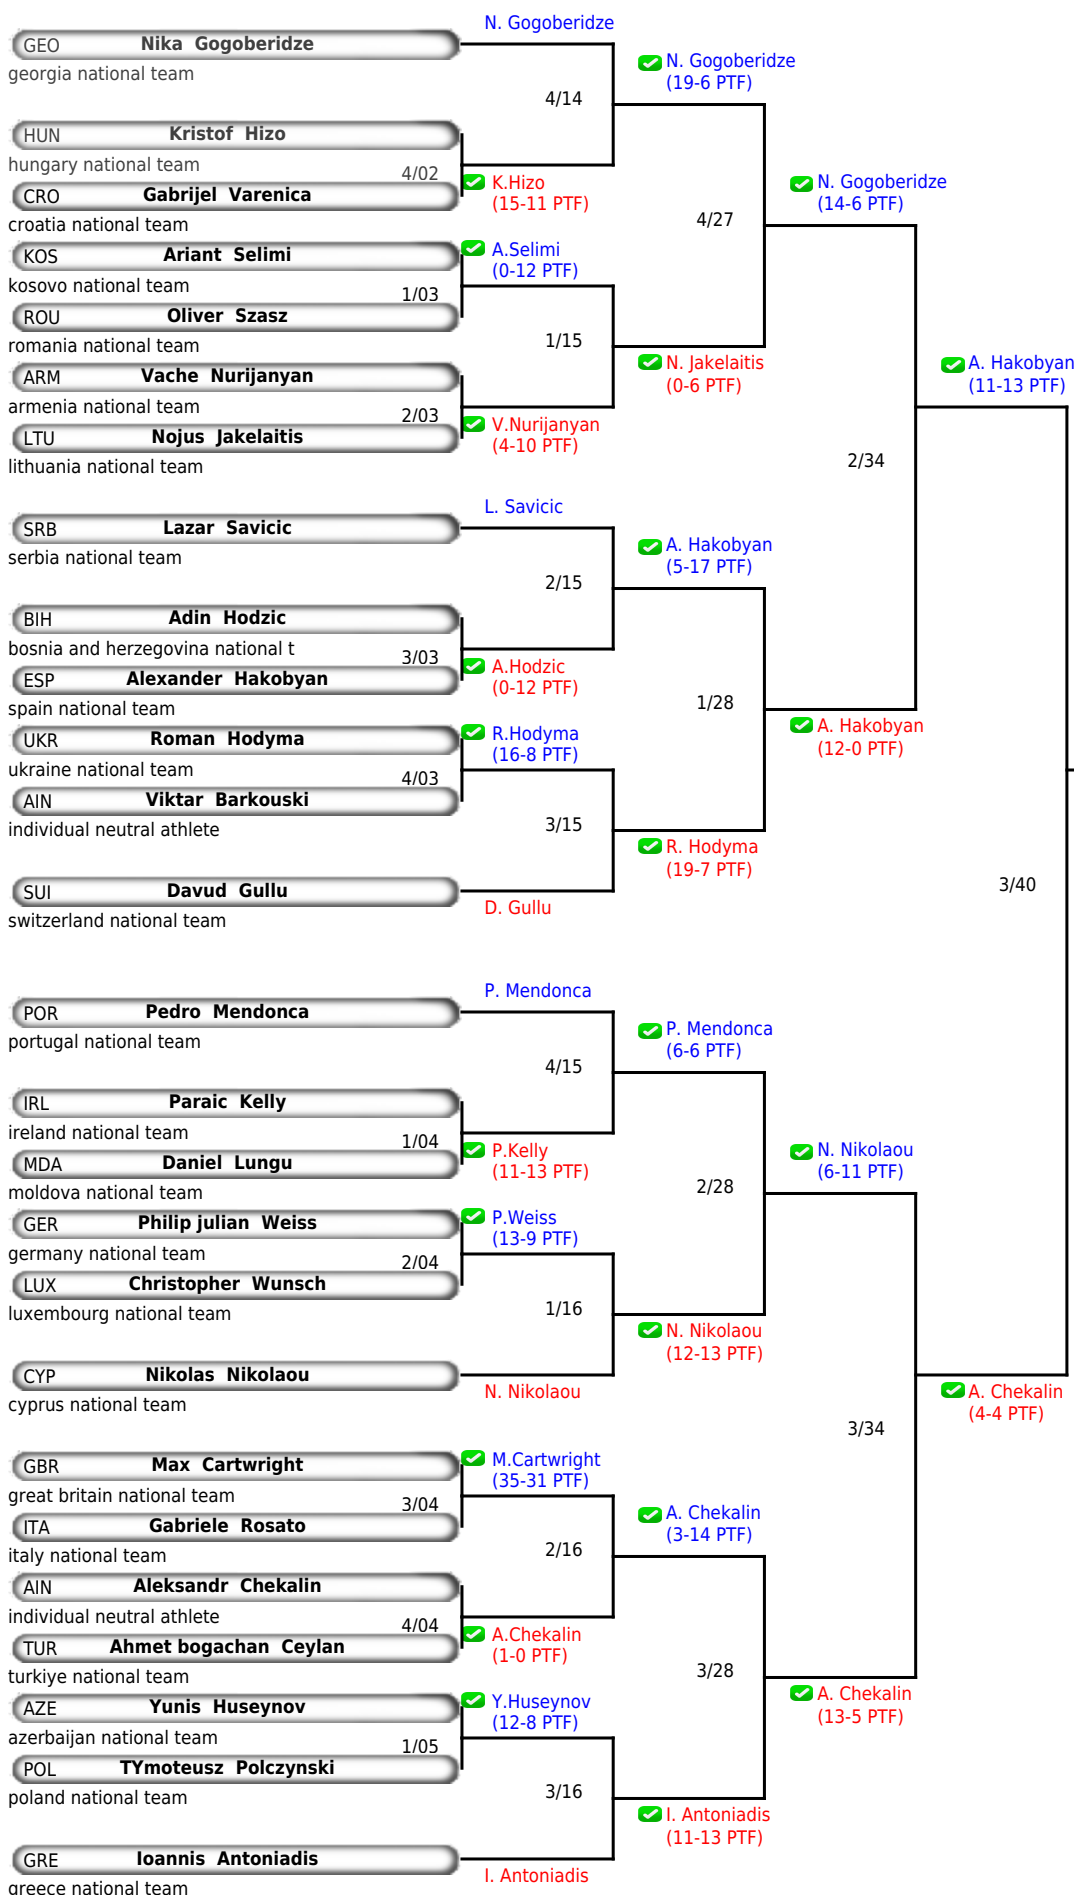 N. Gogoberidze
GEO Nika Gogoberidze
georgia national team
N. Gogoberidze
(19-6 PTF)
4/14
HUN Kristof Hizo
hungary national team
4/02
K.Hizo
(15-11 PTF)
CRO Gabrijel Varenica
croatia national team
N. Gogoberidze
(14-6 PTF)
4/27
KOS Ariant Selimi
kosovo national team
A.Selimi
(0-12 PTF)
1/03
ROU Oliver Szasz
romania national team
1/15
N. Jakelaitis
(0-6 PTF)
ARM Vache Nurijanyan
armenia national team
2/03
V.Nurijanyan
(4-10 PTF)
LTU Nojus Jakelaitis
lithuania national team
A. Hakobyan
(11-13 PTF)
2/34
L. Savicic
SRB Lazar Savicic
serbia national team
A. Hakobyan
(5-17 PTF)
2/15
BIH Adin Hodzic
bosnia and herzegovina national t
3/03
A.Hodzic
(0-12 PTF)
ESP Alexander Hakobyan
spain national team
1/28
A. Hakobyan
(12-0 PTF)
UKR Roman Hodyma
ukraine national team
R.Hodyma
(16-8 PTF)
4/03
AIN Viktar Barkouski
individual neutral athlete
3/15
R. Hodyma
(19-7 PTF)
SUI Davud Gullu
switzerland national team
D. Gullu
3/40
P. Mendonca
POR Pedro Mendonca
portugal national team
P. Mendonca
(6-6 PTF)
4/15
IRL Paraic Kelly
ireland national team
1/04
P.Kelly
(11-13 PTF)
MDA Daniel Lungu
moldova national team
N. Nikolaou
(6-11 PTF)
2/28
GER Philip julian Weiss
germany national team
P.Weiss
(13-9 PTF)
2/04
LUX Christopher Wunsch
luxembourg national team
1/16
N. Nikolaou
(12-13 PTF)
CYP Nikolas Nikolaou
cyprus national team
N. Nikolaou
A. Chekalin
(4-4 PTF)
3/34
GBR Max Cartwright
great britain national team
M.Cartwright
(35-31 PTF)
3/04
ITA Gabriele Rosato
italy national team
A. Chekalin
(3-14 PTF)
2/16
AIN Aleksandr Chekalin
individual neutral athlete
4/04
A.Chekalin
(1-0 PTF)
TUR Ahmet bogachan Ceylan
turkiye national team
3/28
A. Chekalin
(13-5 PTF)
AZE Yunis Huseynov
azerbaijan national team
Y.Huseynov
(12-8 PTF)
1/05
POL TYmoteusz Polczynski
poland national team
3/16
I. Antoniadis
(11-13 PTF)
GRE Ioannis Antoniadis
greece national team
I. Antoniadis